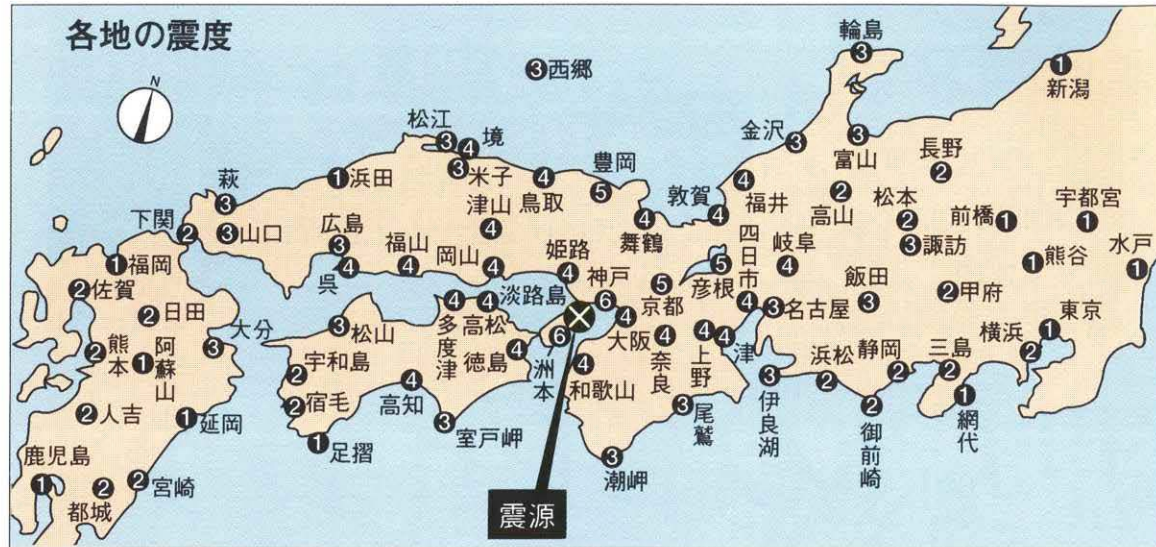 各地の震度
N
③西郷
輪島
③
①
新潟
松江
③
④
境
③
米子
豊岡
⑤
④
鳥取
①浜田
萩
③
下関
②
③山口
広島
③
④
呉
福山
④
岡山
④
津山
④
姫路
④
神戸
⑥
淡路島
④
舞鶴
敦賀
④
④
福井
金沢
③
③
富山
②
高山
長野
②
松本
②
③
諏訪
前橋
①
宇都宮
①
①
熊谷
水戸
①
①
福岡
②
佐賀
②
日田
②
熊本
①
阿蘇山
大分
③
②
人吉
①
延岡
鹿児島
①
②
都城
②
宮崎
③
松山
②
宇和島
②
宿毛
①
足摺
④
多度津
④
高松
④
徳島
④
高知
③
室戸岬
⑥
洲本
④
大阪
⑤
京都
④
奈良
④
和歌山
③
潮岬
③
尾鷲
④
上野
④
津
⑤
彦根
四日市
④
④
岐阜
③
名古屋
③
伊良湖
飯田
③
②
甲府
②
浜松
静岡
②
②
御前崎
三島
②
①
網代
横浜
②
①
東京
震源